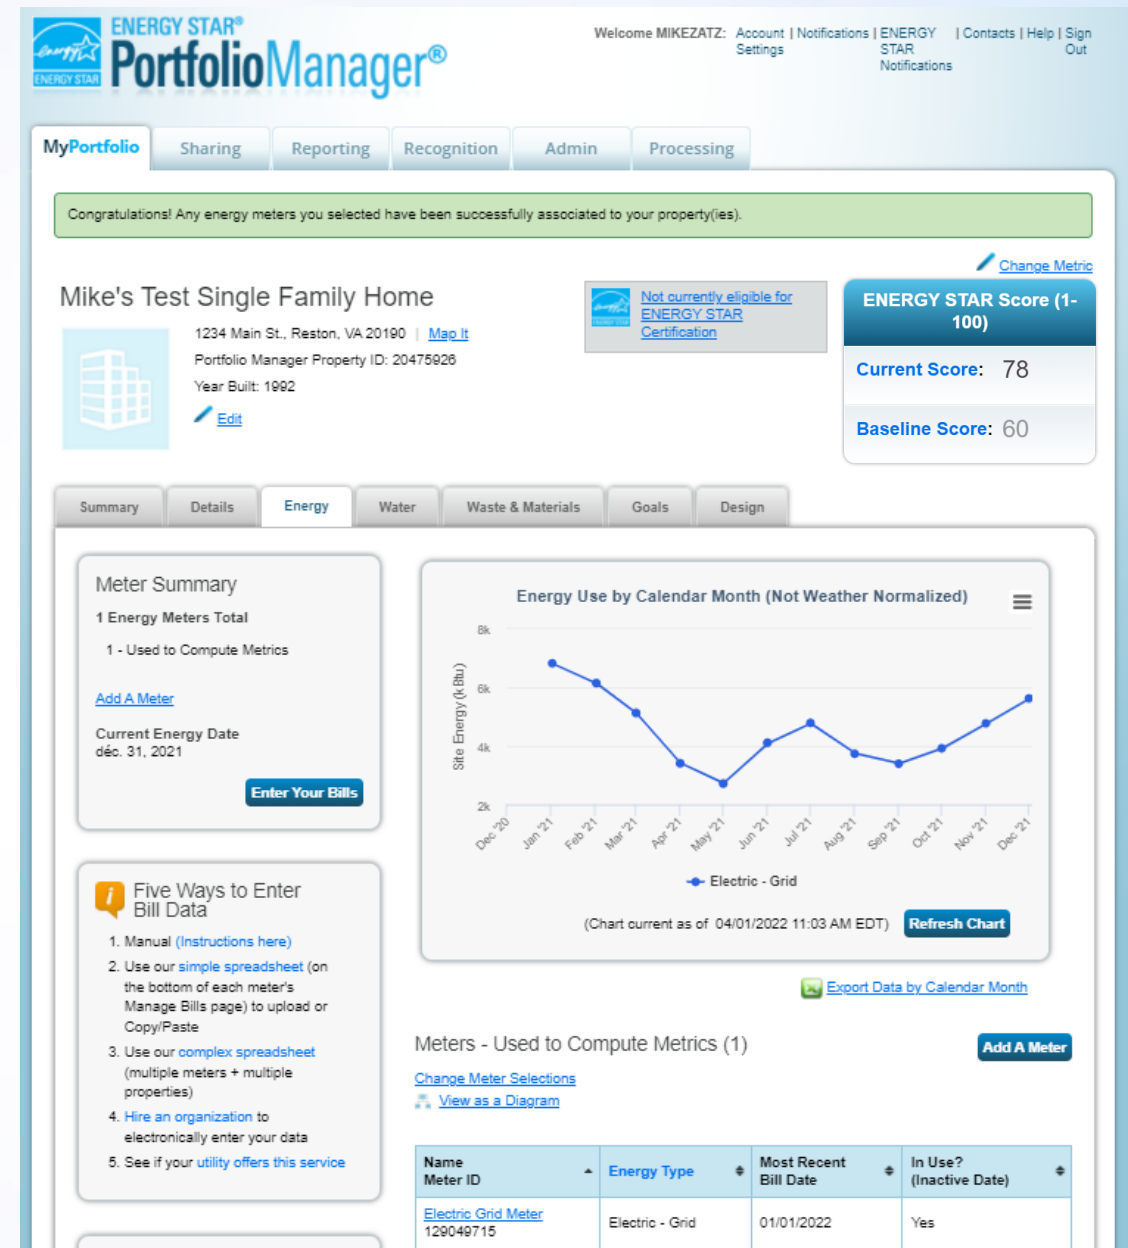 ENERGY STAR®
PortfolioManager®
energy
ENERGY STAR
Welcome MIKEZATZ: Account Settings | Notifications | ENERGY STAR Notifications | Contacts | Help | Sign Out
MyPortfolio Sharing Reporting Recognition Admin Processing
Congratulations! Any energy meters you selected have been successfully associated to your property(ies).
Change Metric
Mike's Test Single Family Home
1234 Main St., Reston, VA 20190 | Map It
Portfolio Manager Property ID: 20475926
Year Built: 1992
Edit
Not currently eligible for
ENERGY STAR
Certification
ENERGY STAR Score (1-
100)
Current Score: 78
Baseline Score: 60
Summary Details Energy Water Waste & Materials Goals Design
Meter Summary
1 Energy Meters Total
1 - Used to Compute Metrics
Add A Meter
Current Energy Date
déc. 31, 2021
Enter Your Bills
Five Ways to Enter
Bill Data
1. Manual (Instructions here)
2. Use our simple spreadsheet (on
the bottom of each meter's
Manage Bills page) to upload or
Copy/Paste
3. Use our complex spreadsheet
(multiple meters + multiple
properties)
4. Hire an organization to
electronically enter your data
5. See if your utility offers this service
Energy Use by Calendar Month (Not Weather Normalized)
Site Energy (kBtu)
8k
6k
4k
2k
Dec '20 Jan '21 Feb '21 Mar '21 Apr '21 May '21 Jun '21 Jul '21 Aug '21 Sep '21 Oct '21 Nov '21 Dec '21
Electric - Grid
(Chart current as of 04/01/2022 11:03 AM EDT) Refresh Chart
Export Data by Calendar Month
Meters - Used to Compute Metrics (1) Add A Meter
Change Meter Selections
View as a Diagram
Name
Meter ID
Energy Type
Most Recent
Bill Date
In Use?
(Inactive Date)
Electric Grid Meter
129049715
Electric - Grid
01/01/2022
Yes